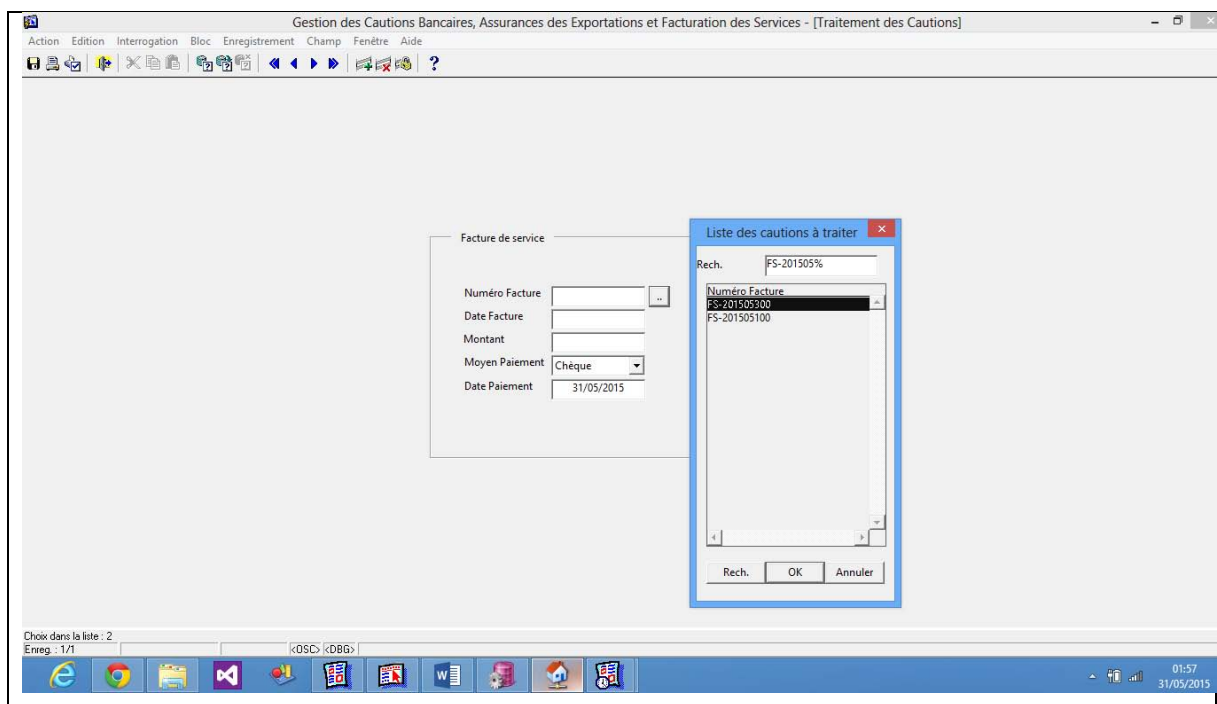 Gestion des Cautions Bancaires, Assurances des Exportations et Facturation des Services - [Traitement des Cautions]
Action Edition Interrogation Bloc Enregistrement Champ Fenêtre Aide
?
Facture de service
Numéro Facture ..
Date Facture
Montant
Moyen Paiement Chèque
Date Paiement 31/05/2015
Liste des cautions à traiter
Rech. FS-201505%
Numéro Facture
FS-201505300
FS-201505100
Rech. OK Annuler
Choix dans la liste : 2
Enreg. : 1/1 <OSC> <DBG>
01:57
31/05/2015